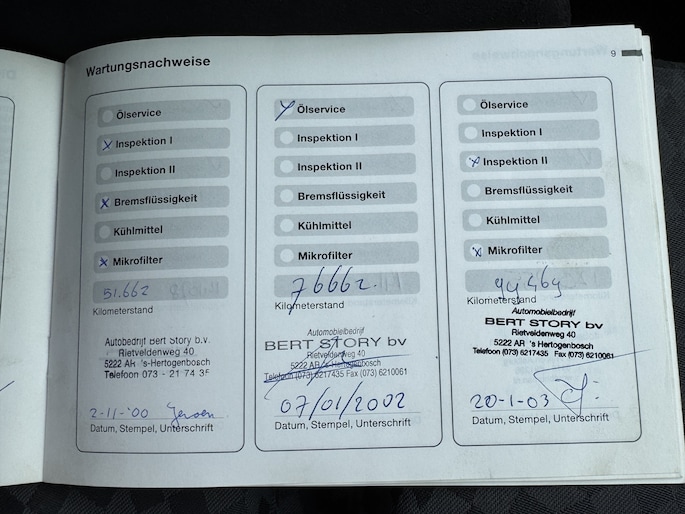 Wartungsnachweise
9
Ölservice
Inspektion I
Inspektion II
Bremsflüssigkeit
Kühlmittel
Mikrofilter
51.662
Kilometerstand
Autobedrijf Bert Story b.v.
Rietveldenweg 40
5222 AR 's-Hertogenbosch
Telefoon 073 - 21 74 35
2-11-'00 Jeroen
Datum, Stempel, Unterschrift
Ölservice
Inspektion I
Inspektion II
Bremsflüssigkeit
Kühlmittel
Mikrofilter
76662.
Kilometerstand
Automobielbedrijf
BERT STORY bv
Rietveldenweg 40
5222 AR 's Hertogenbosch
Telefoon (073) 6217435 Fax (073) 6210061
07/01/2002
Datum, Stempel, Unterschrift
Ölservice
Inspektion I
Inspektion II
Bremsflüssigkeit
Kühlmittel
Mikrofilter
Kilometerstand
Automobielbedrijf
BERT STORY bv
Rietveldenweg 40
5222 AR 's Hertogenbosch
Telefoon (073) 6217435 Fax (073) 6210061
20-1-03
Datum, Stempel, Unterschrift